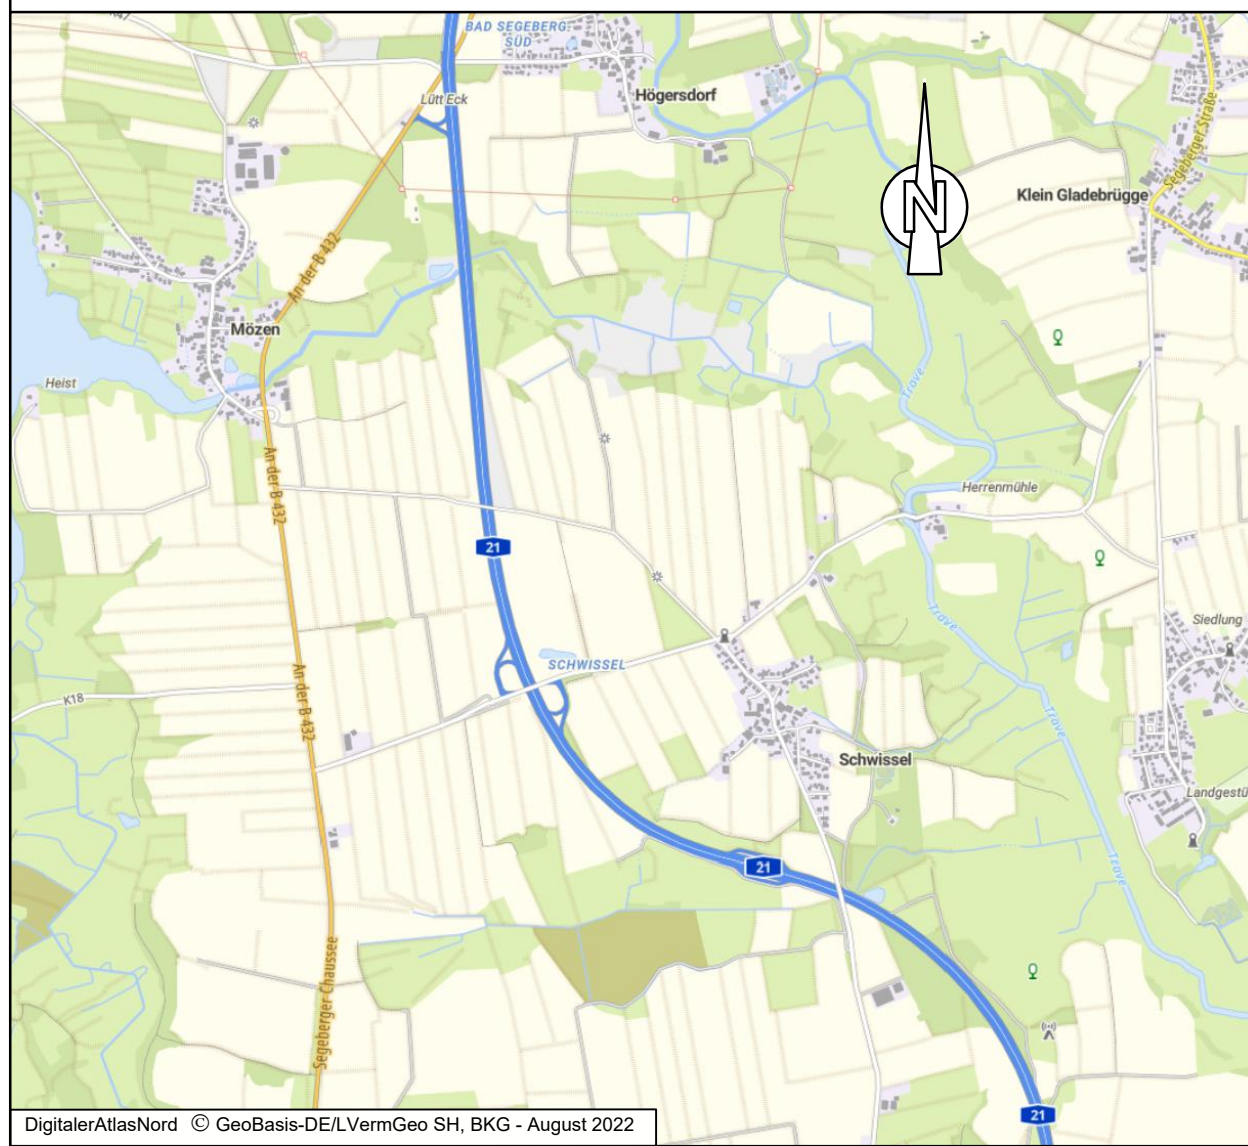 K47
BAD SEGEBERG-
SÜD
Lütt Eck
Högersdorf
Segeberger Straße
Klein Gladebrügge
N
An der B 432
Mözen
Heist
Trave
An der B 432
Herrenmühle
21
Trave
Siedlung
SCHWISSEL
An der B 432
K18
Trave
Schwissel
Landgestü
21
Trave
Segeberger Chaussee
21
DigitalerAtlasNord © GeoBasis-DE/LVermGeo SH, BKG - August 2022